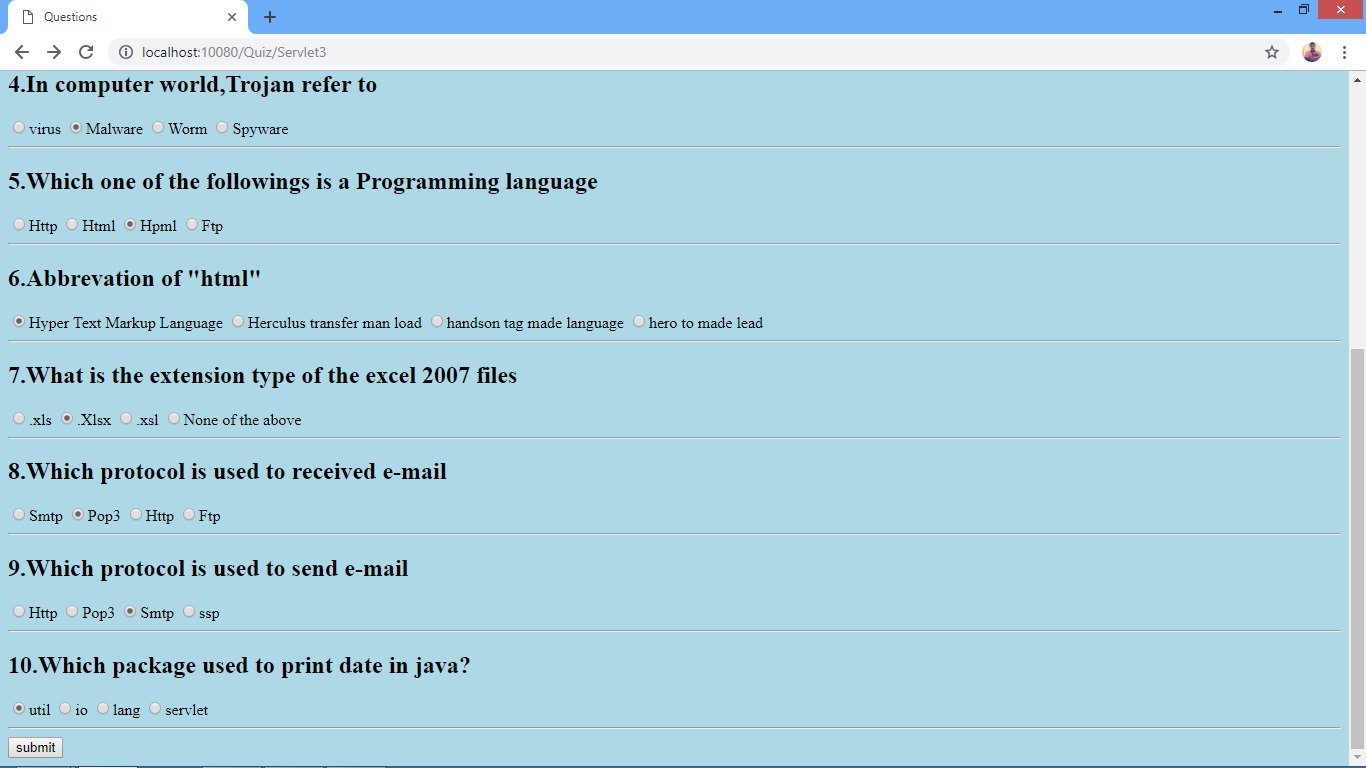 Questions
localhost:10080/Quiz/Servlet3
4.In computer world,Trojan refer to
virus Malware Worm Spyware
5.Which one of the followings is a Programming language
Http Html Hpml Ftp
6.Abbrevation of "html"
Hyper Text Markup Language Herculus transfer man load handson tag made language hero to made lead
7.What is the extension type of the excel 2007 files
.xls .Xlsx .xsl None of the above
8.Which protocol is used to received e-mail
Smtp Pop3 Http Ftp
9.Which protocol is used to send e-mail
Http Pop3 Smtp ssp
10.Which package used to print date in java?
util io lang servlet
submit